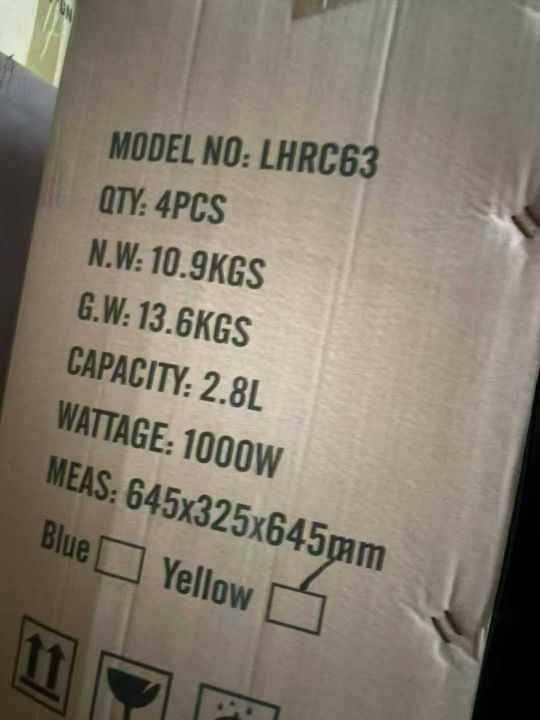 MODEL NO: LHRC63
QTY: 4PCS
N.W: 10.9KGS
G.W: 13.6KGS
CAPACITY: 2.8L
WATTAGE: 1000W
MEAS: 645x325x645mm
Blue Yellow